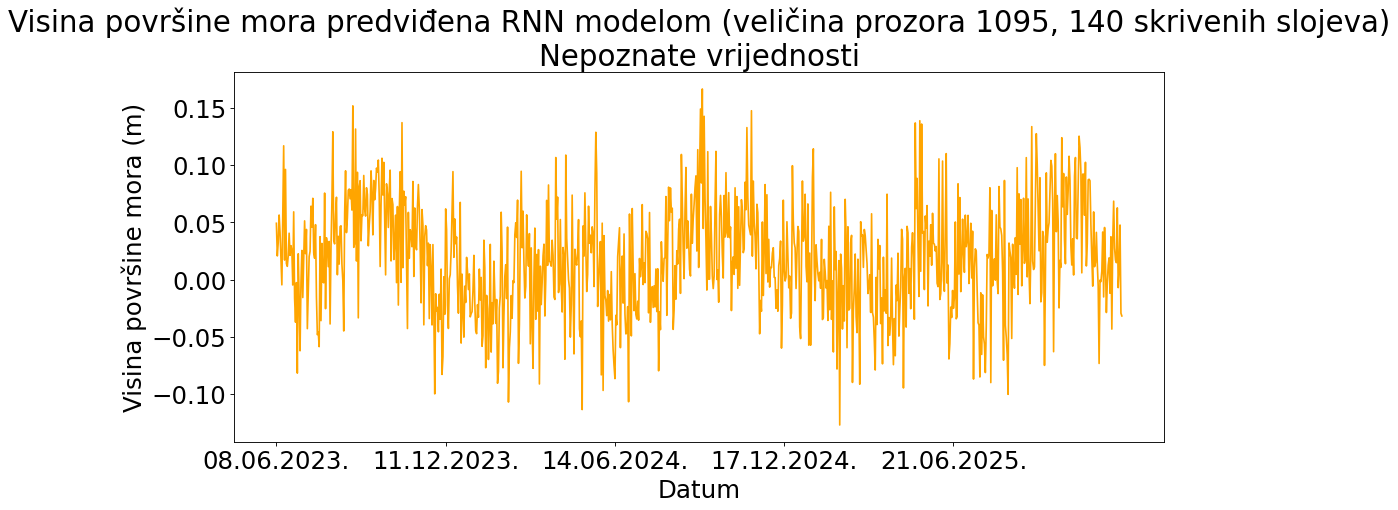 Visina površine mora predviđena RNN modelom (veličina prozora 1095, 140 skrivenih slojeva)
Nepoznate vrijednosti
Visina površine mora (m)
0.15
0.10
0.05
0.00
−0.05
−0.10
08.06.2023. 11.12.2023. 14.06.2024. 17.12.2024. 21.06.2025.
Datum